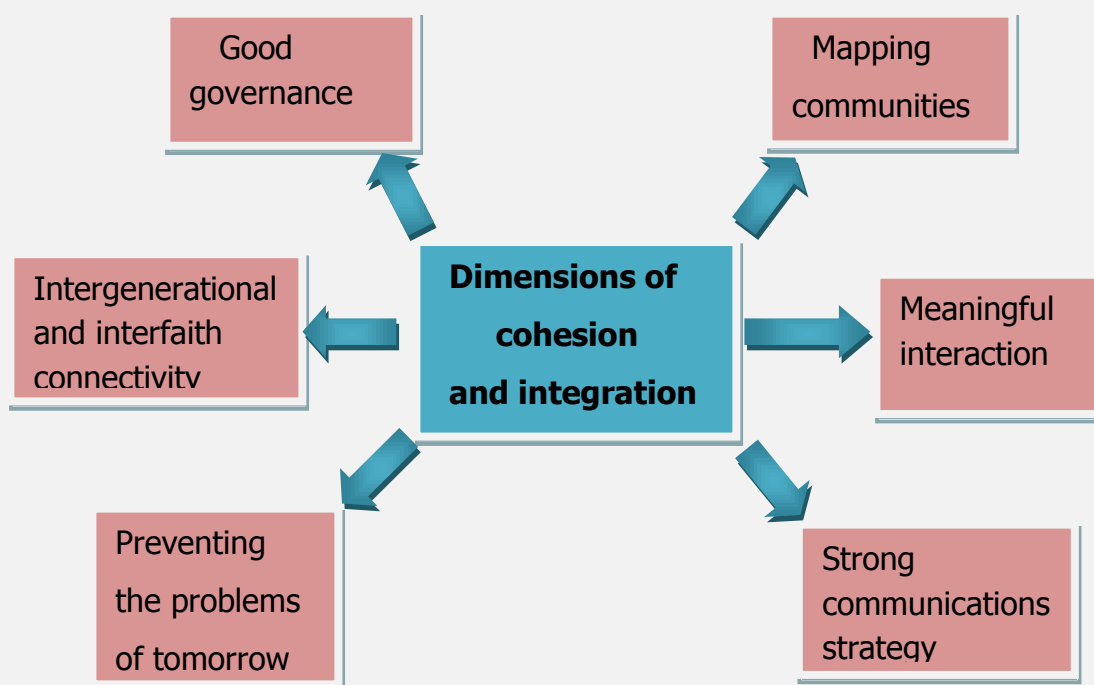 Good
governance
Mapping
communities
Intergenerational
and interfaith
connectivity
Dimensions of
cohesion
and integration
Meaningful
interaction
Preventing
the problems
of tomorrow
Strong
communications
strategy